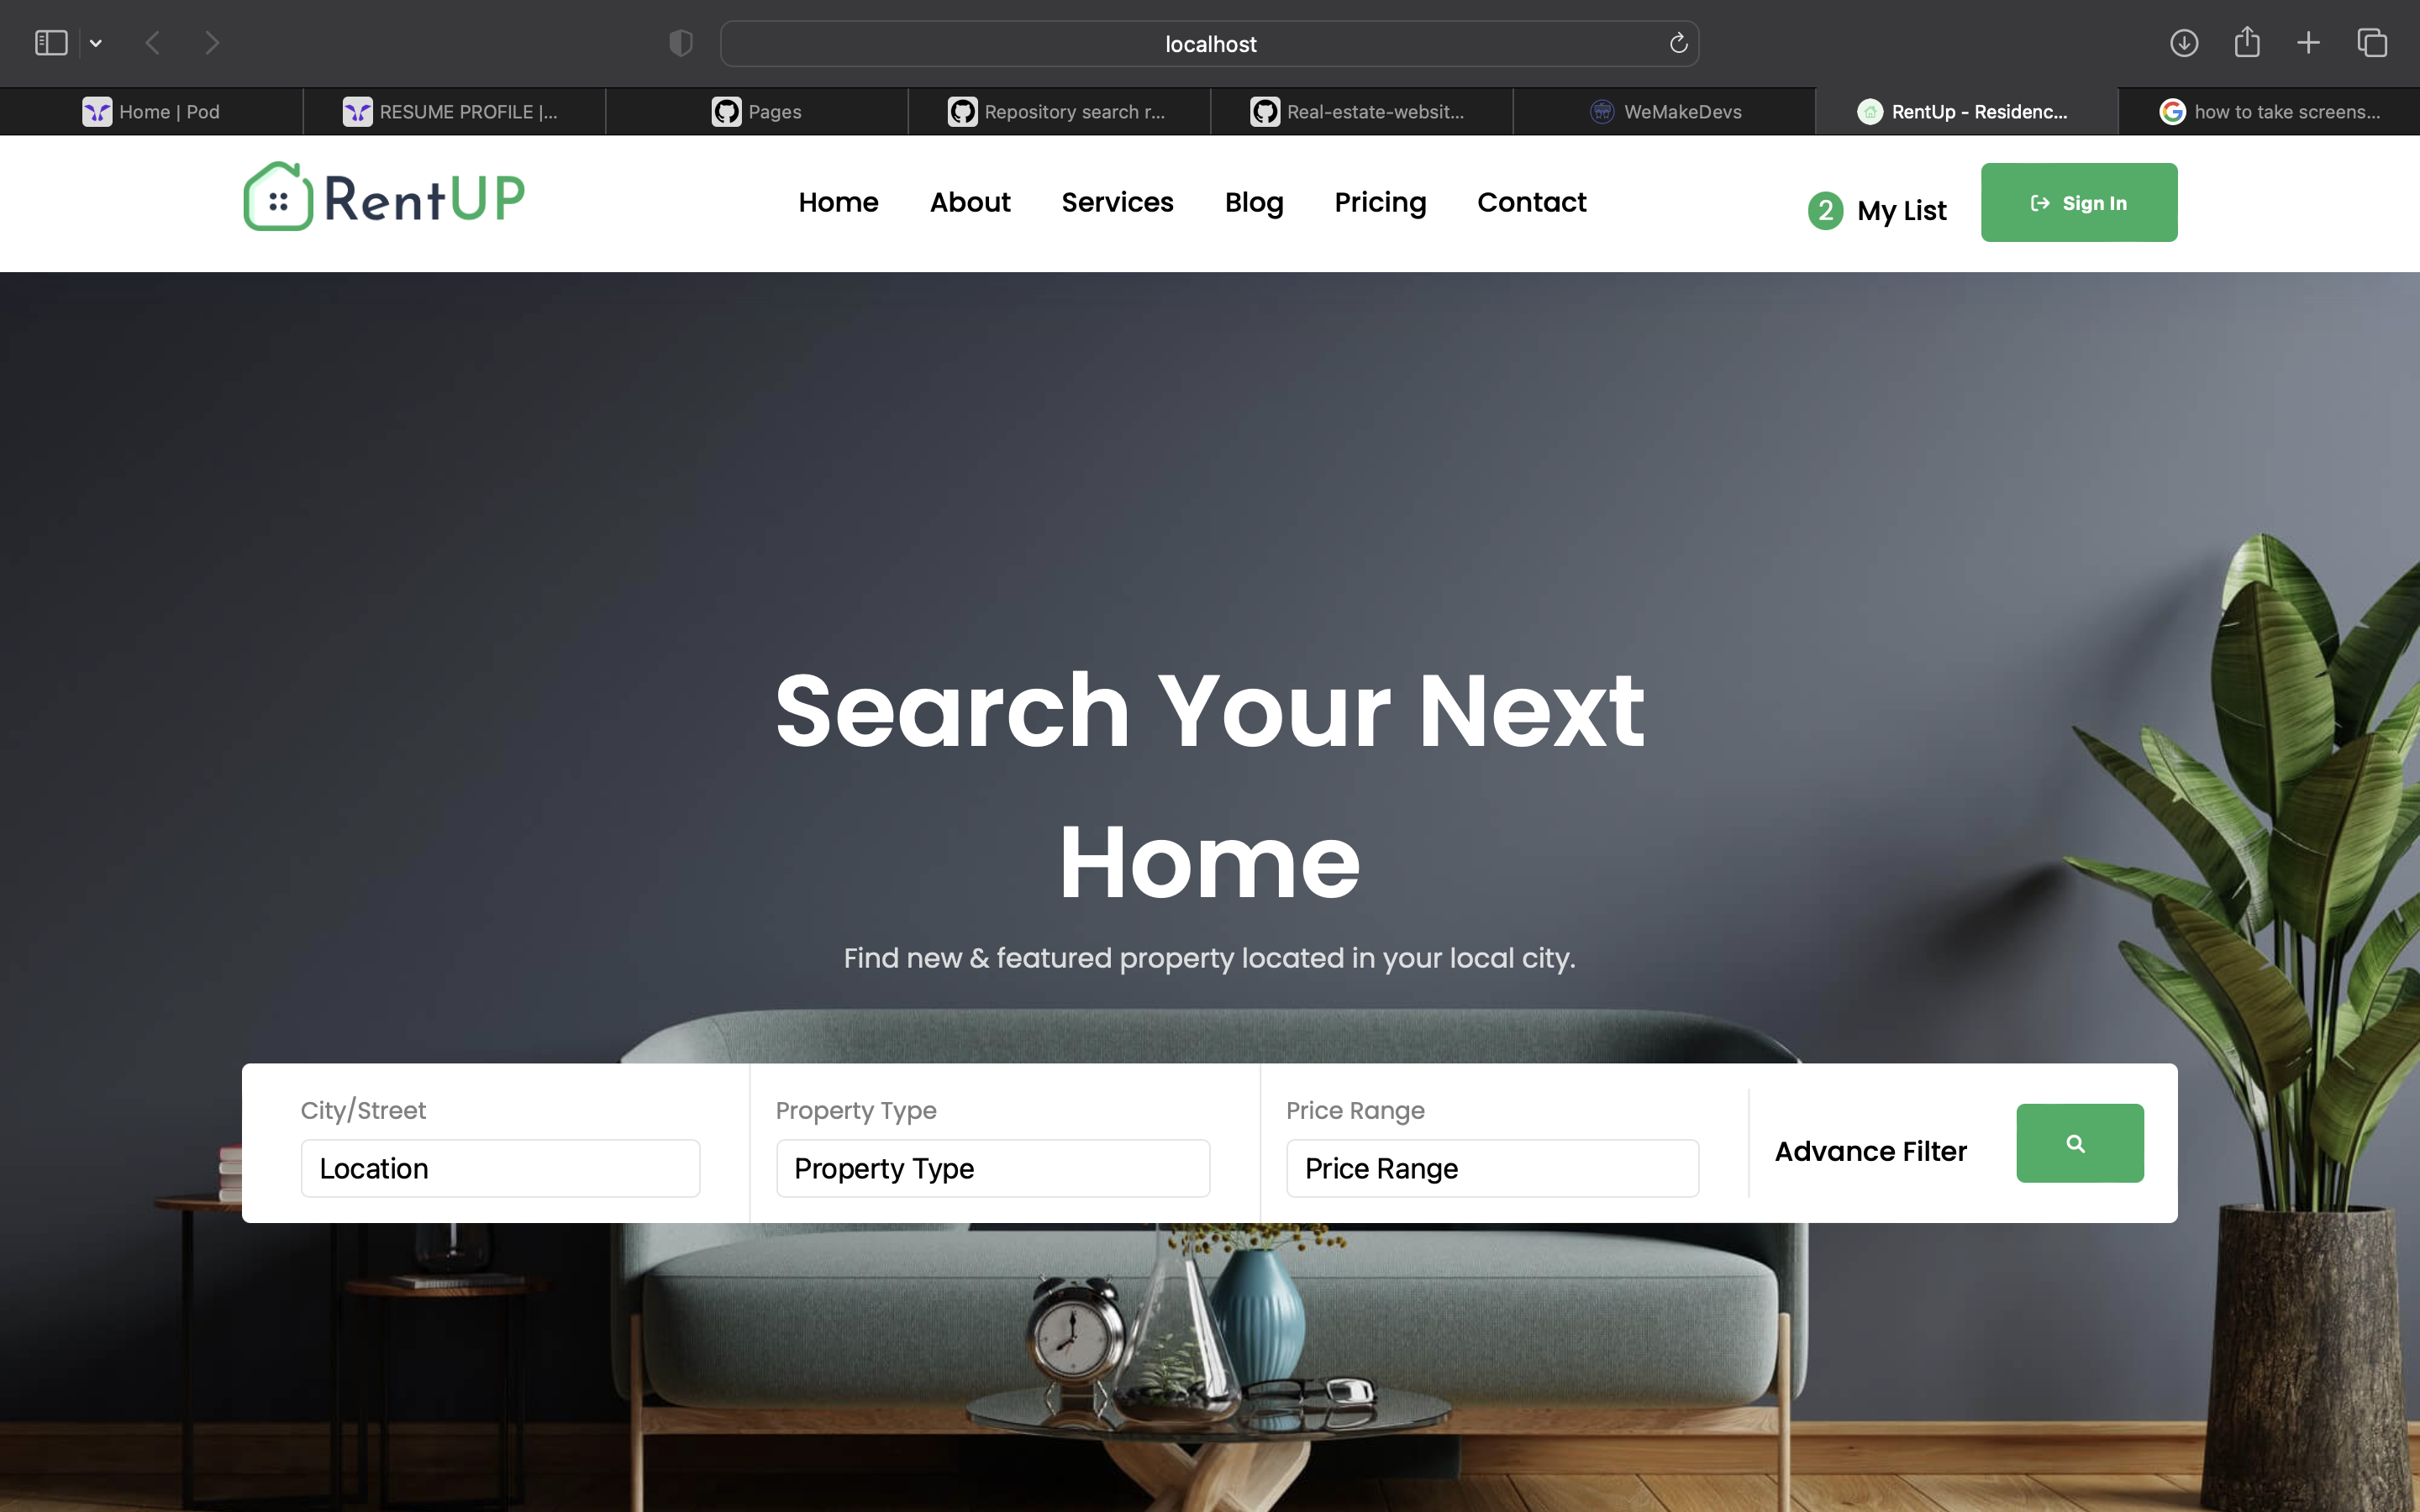 localhost
Home | Pod
RESUME PROFILE |...
Pages
Repository search r...
Real-estate-websit...
WeMakeDevs
RentUp - Residenc...
how to take screens...
RentUP
Home
About
Services
Blog
Pricing
Contact
2
My List
Sign In
Search Your Next
Home
Find new & featured property located in your local city.
City/Street
Location
Property Type
Property Type
Price Range
Price Range
Advance Filter